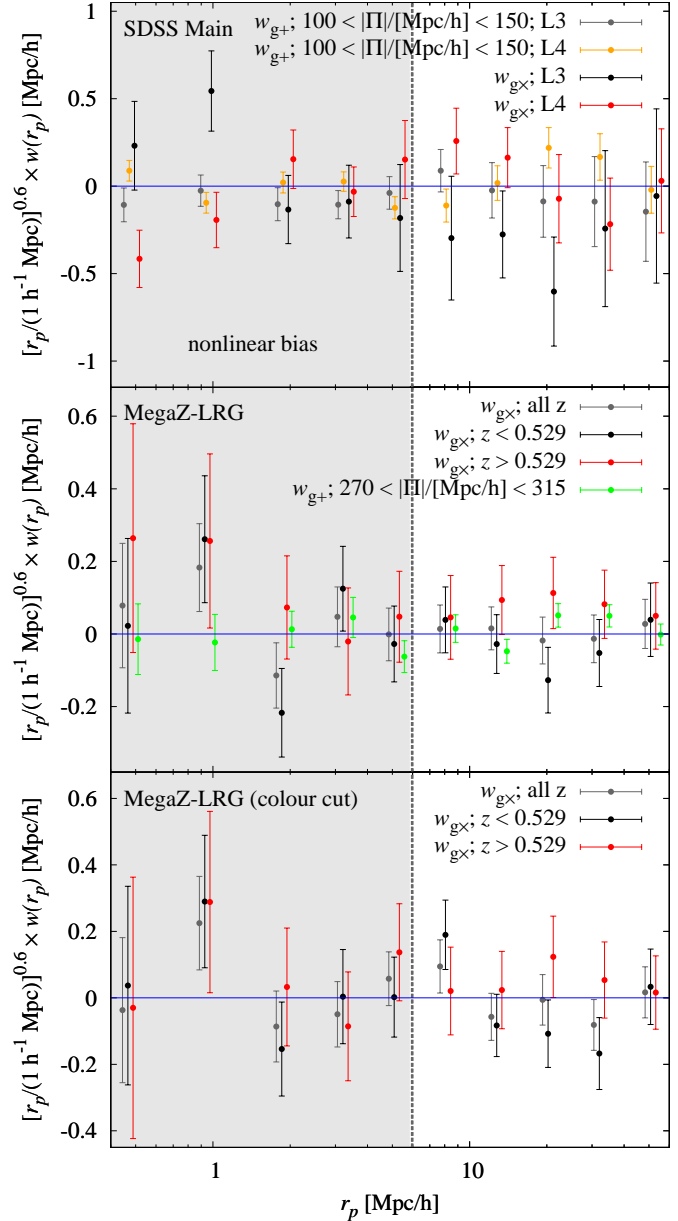 SDSS Main
w_g+; 100 < |Π|/[Mpc/h] < 150; L3
w_g+; 100 < |Π|/[Mpc/h] < 150; L4
w_g×; L3
w_g×; L4
1
0.5
0
-0.5
-1
[r_p/(1 h^-1 Mpc)]^0.6 × w(r_p) [Mpc/h]
nonlinear bias
MegaZ-LRG
w_g×; all z
w_g×; z < 0.529
w_g×; z > 0.529
w_g+; 270 < |Π|/[Mpc/h] < 315
0.6
0.4
0.2
0
-0.2
[r_p/(1 h^-1 Mpc)]^0.6 × w(r_p) [Mpc/h]
MegaZ-LRG (colour cut)
w_g×; all z
w_g×; z < 0.529
w_g×; z > 0.529
0.6
0.4
0.2
0
-0.2
-0.4
[r_p/(1 h^-1 Mpc)]^0.6 × w(r_p) [Mpc/h]
1 10
r_p [Mpc/h]